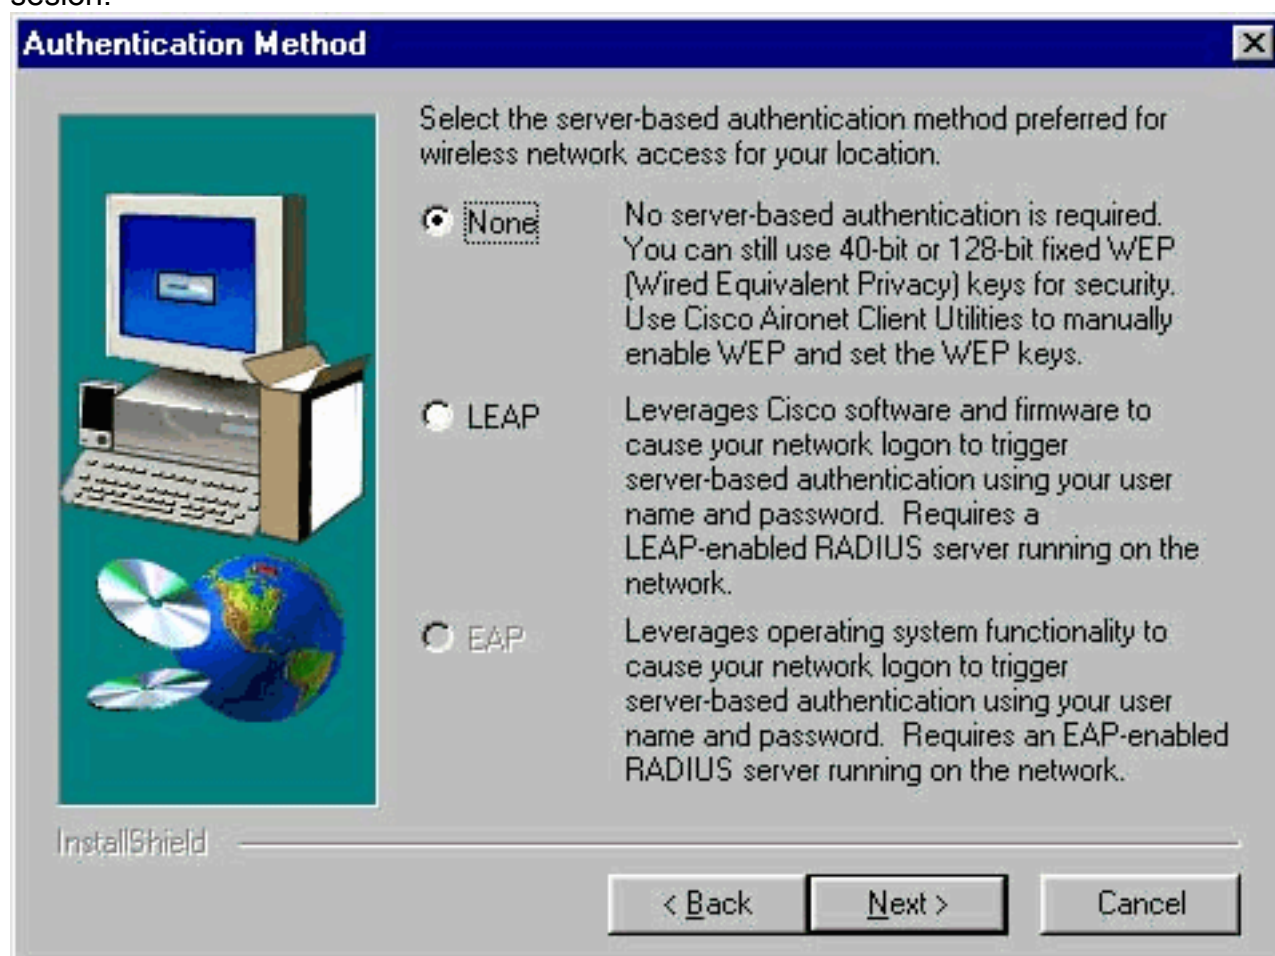 sesión.
Authentication Method
Select the server-based authentication method preferred for
wireless network access for your location.
None
No server-based authentication is required.
You can still use 40-bit or 128-bit fixed WEP
(Wired Equivalent Privacy) keys for security.
Use Cisco Aironet Client Utilities to manually
enable WEP and set the WEP keys.
LEAP
Leverages Cisco software and firmware to
cause your network logon to trigger
server-based authentication using your user
name and password. Requires a
LEAP-enabled RADIUS server running on the
network.
EAP
Leverages operating system functionality to
cause your network logon to trigger
server-based authentication using your user
name and password. Requires an EAP-enabled
RADIUS server running on the network.
InstallShield
< Back
Next >
Cancel